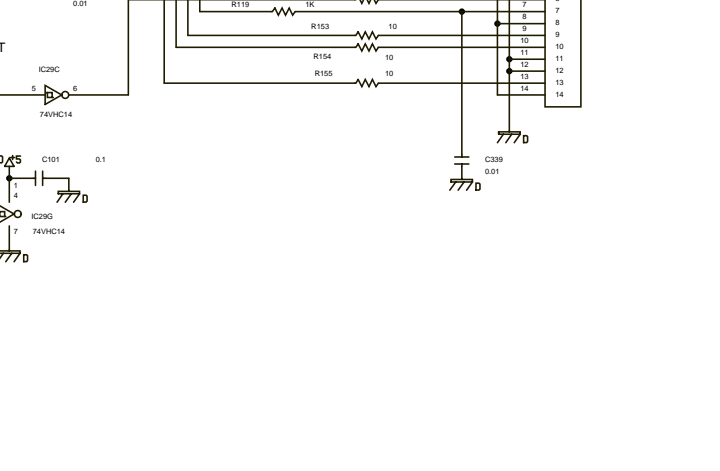 0.01
R119 1K
7 7
8 8
R153 10
9 9
10 10
R154 10
11 11
12 12
IC29C
R155 10
13 13
5 6
14 14
74VHC14
D
+5
C101 0.1
C339
0.01
1
4
D
D
IC29G
7 74VHC14
D